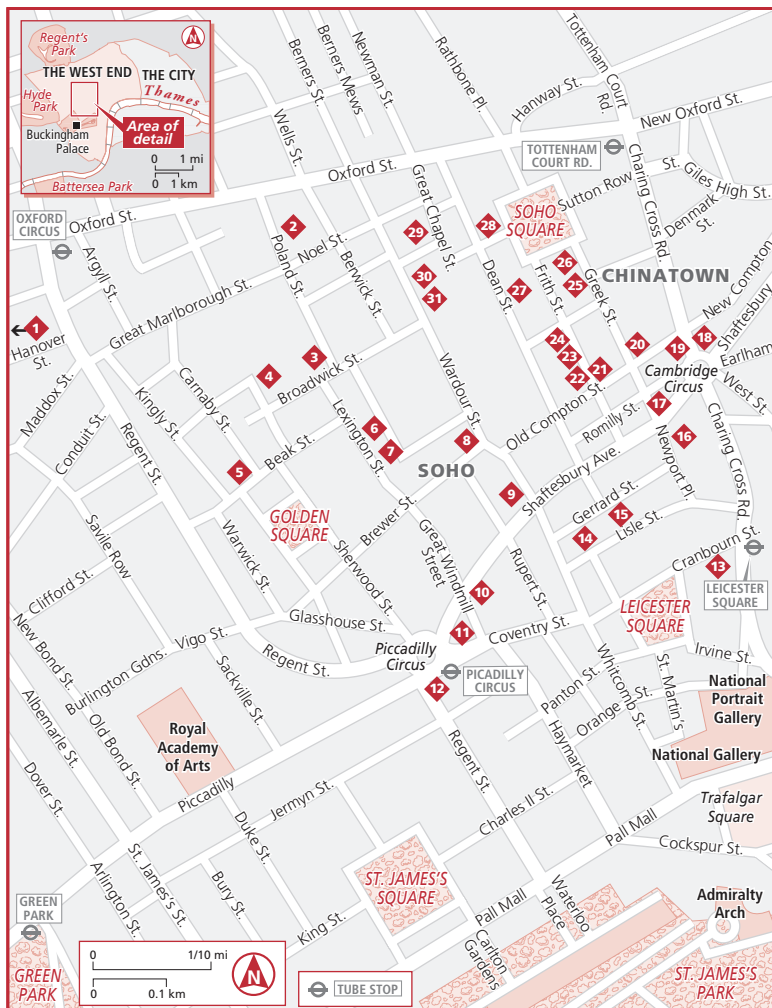 Regent's
Park
N
THE WEST END
THE CITY
Hyde
Park
Thames
Buckingham
Palace
Area of
detail
0 1 mi
0 1 km
Battersea Park
Berners St.
Berners Mews
Newman St.
Rathbone Pl.
Tottenham Court
Rd.
Hanway St.
New Oxford St.
TOTTENHAM
COURT RD.
Wells St.
Oxford St.
Oxford St.
OXFORD
CIRCUS
Argyll St.
Great Chapel St.
Charing Cross Rd.
Sutton Row
St.
Giles High St.
Denmark
St.
SOHO
SQUARE
2
29
28
Noel St.
Poland St.
Berwick St.
Dean St.
Frith St.
Greek St.
26
25
27
30
31
CHINATOWN
New Compton
Shaftesbury
Earlham
West St.
1
Hanover
St.
Great Marlborough St.
Maddox St.
Kingly St.
Carnaby St.
Conduit St.
Regent St.
4
3
Broadwick St.
Wardour St.
24
23
22
21
20
19
18
Cambridge
Circus
17
16
Old Compton St.
Romilly St.
Lexington St.
6
7
8
5
Beak St.
SOHO
Shaftesbury Ave.
Newport Pl.
Charing Cross Rd.
9
Gerrard St.
15
14
Lisle St.
Cranbourn St.
13
LEICESTER
SQUARE
Savile Row
GOLDEN
SQUARE
Brewer St.
Warwick St.
Sherwood St.
Great Windmill
Street
Rupert St.
10
11
Clifford St.
Glasshouse St.
Piccadilly
Circus
Coventry St.
LEICESTER
SQUARE
Irvine St.
New Bond St.
Burlington Gdns.
Vigo St.
Regent St.
PICADILLY
CIRCUS
12
Panton St.
Whitcomb St.
St. Martin's
Orange St.
National
Portrait
Gallery
National Gallery
Albemarle St.
Old Bond St.
Sackville St.
Royal
Academy
of Arts
Piccadilly
Regent St.
Haymarket
Dover St.
Jermyn St.
Charles II St.
Pall Mall
Trafalgar
Square
Cockspur St.
Duke St.
Arlington St.
St. James's St.
Bury St.
ST. JAMES'S
SQUARE
Waterloo
Place
Pall Mall
Admiralty
Arch
GREEN
PARK
King St.
Carlton
Gardens
0 1/10 mi
0 0.1 km
N
TUBE STOP
GREEN
PARK
ST. JAMES'S
PARK